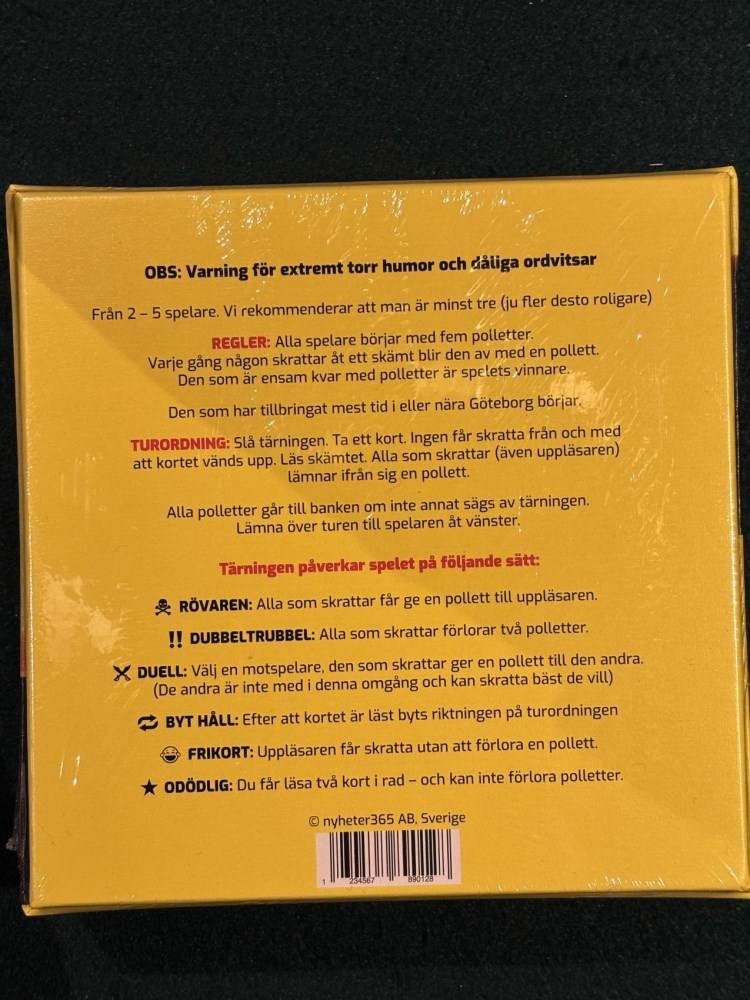 OBS: Varning för extremt torr humor och dåliga ordvitsar
Från 2 – 5 spelare. Vi rekommenderar att man är minst tre (ju fler desto roligare)
REGLER: Alla spelare börjar med fem polletter.
Varje gång någon skrattar åt ett skämt blir den av med en pollett.
Den som är ensam kvar med polletter är spelets vinnare.
Den som har tillbringat mest tid i eller nära Göteborg börjar.
TURORDNING: Slå tärningen. Ta ett kort. Ingen får skratta från och med
att kortet vänds upp. Läs skämtet. Alla som skrattar (även uppläsaren)
lämnar ifrån sig en pollett.
Alla polletter går till banken om inte annat sägs av tärningen.
Lämna över turen till spelaren åt vänster.
Tärningen påverkar spelet på följande sätt:
RÖVAREN: Alla som skrattar får ge en pollett till uppläsaren.
!! DUBBELTRUBBEL: Alla som skrattar förlorar två polletter.
DUELL: Välj en motspelare, den som skrattar ger en pollett till den andra.
(De andra är inte med i denna omgång och kan skratta bäst de vill)
BYT HÅLL: Efter att kortet är läst byts riktningen på turordningen
FRIKORT: Uppläsaren får skratta utan att förlora en pollett.
★ ODÖDLIG: Du får läsa två kort i rad – och kan inte förlora polletter.
© nyheter365 AB, Sverige
1 234567 890128